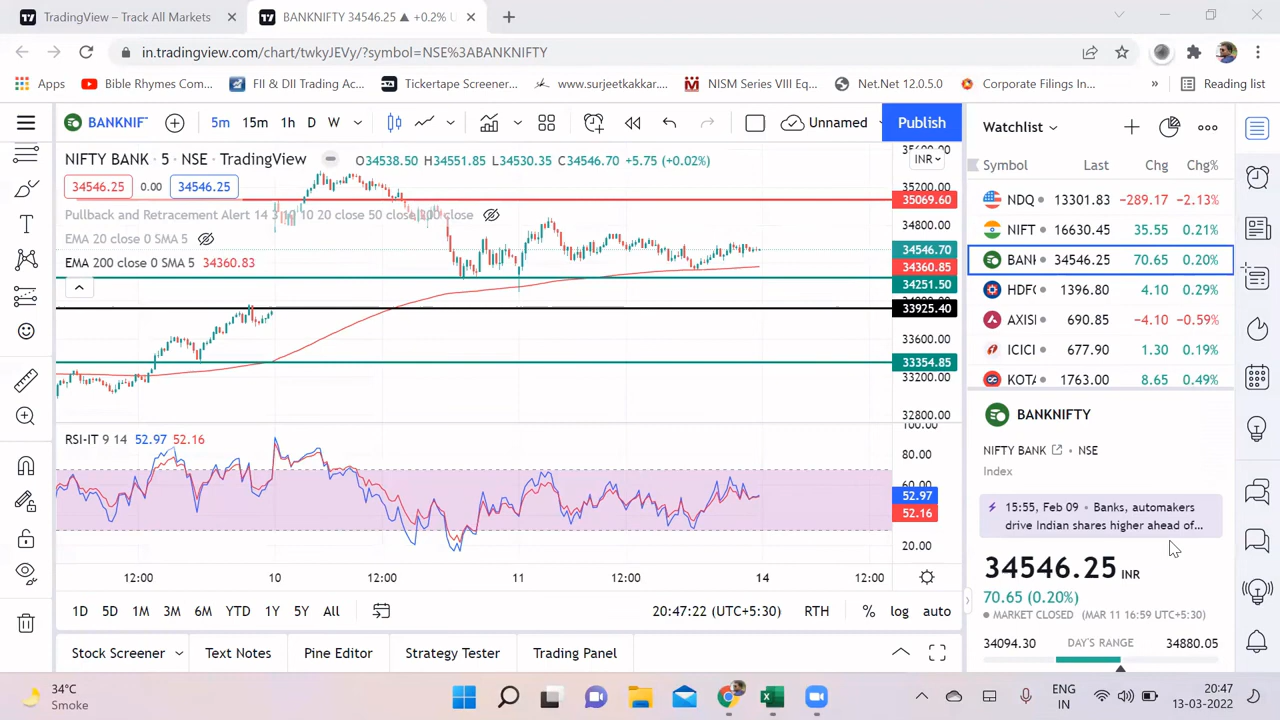 TradingView – Track All Markets
BANKNIFTY 34546.25 ▲ +0.2% U
in.tradingview.com/chart/twkyJEVy/?symbol=NSE%3ABANKNIFTY
Apps
Bible Rhymes Com...
FII & DII Trading Ac...
Tickertape Screener...
www.surjeetkakkar....
NISM Series VIII Eq...
Net.Net 12.0.5.0
Corporate Filings In...
»
Reading list
BANKNIF
5m 15m 1h D W
Unnamed
Publish
NIFTY BANK · 5 · NSE · TradingView
O34538.50 H34551.85 L34530.35 C34546.70 +5.75 (+0.02%)
34546.25 0.00 34546.25
EMA 20 close 0 SMA 5
EMA 200 close 0 SMA 5 34360.83
INR
35200.00
35069.60
34800.00
34546.70
34360.85
34251.50
33925.40
33600.00
33354.85
33200.00
32800.00
RSI-IT 9 14 52.97 52.16
100.00
80.00
60.00
52.97
52.16
20.00
12:00 10 12:00 11 12:00 14 12:00
1D 5D 1M 3M 6M YTD 1Y 5Y All
20:47:22 (UTC+5:30) RTH % log auto
Stock Screener Text Notes Pine Editor Strategy Tester Trading Panel
Watchlist
Symbol Last Chg Chg%
NDQ 13301.83 −289.17 −2.13%
NIFT 16630.45 35.55 0.21%
BANI 34546.25 70.65 0.20%
HDFC 1396.80 4.10 0.29%
AXISI 690.85 −4.10 −0.59%
ICICI 677.90 1.30 0.19%
KOTA 1763.00 8.65 0.49%
BANKNIFTY
NIFTY BANK • NSE
Index
15:55, Feb 09 • Banks, automakers
drive Indian shares higher ahead of...
34546.25 INR
70.65 (0.20%)
MARKET CLOSED (MAR 11 16:59 UTC+5:30)
34094.30 DAY'S RANGE 34880.05
34°C
Smoke
ENG
IN
20:47
13-03-2022